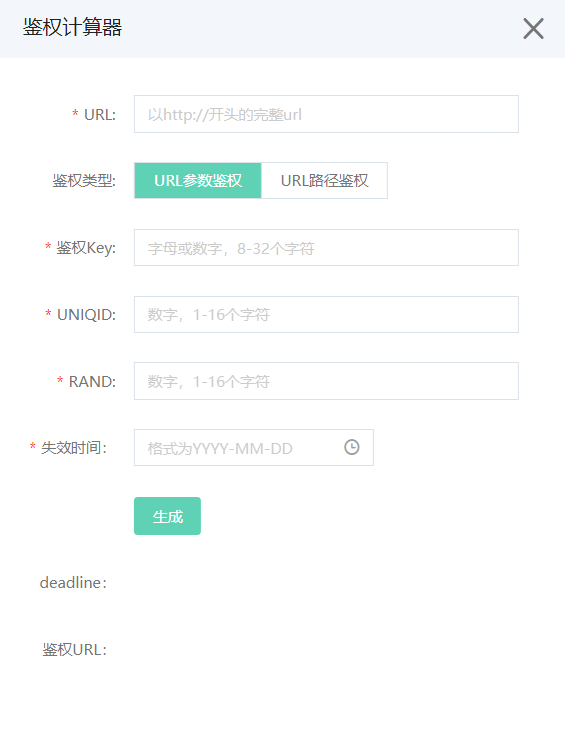 鉴权计算器
* URL: 以http://开头的完整url
鉴权类型: URL参数鉴权 URL路径鉴权
* 鉴权Key: 字母或数字，8-32个字符
* UNIQID: 数字，1-16个字符
* RAND: 数字，1-16个字符
* 失效时间： 格式为YYYY-MM-DD
生成
deadline：
鉴权URL：